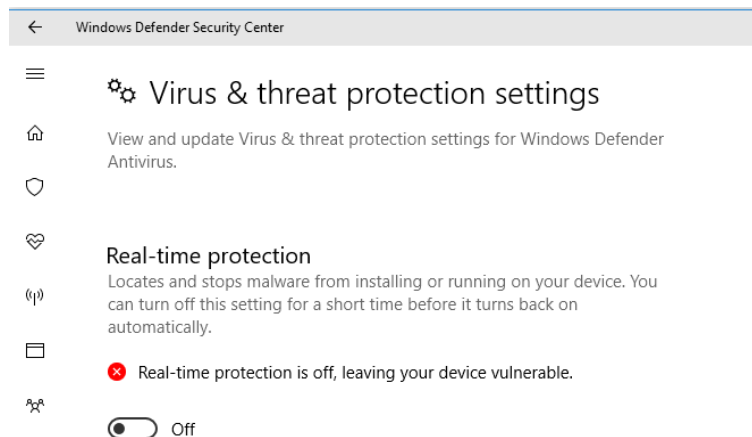 Windows Defender Security Center
Virus & threat protection settings
View and update Virus & threat protection settings for Windows Defender
Antivirus.
Real-time protection
Locates and stops malware from installing or running on your device. You
can turn off this setting for a short time before it turns back on
automatically.
Real-time protection is off, leaving your device vulnerable.
Off